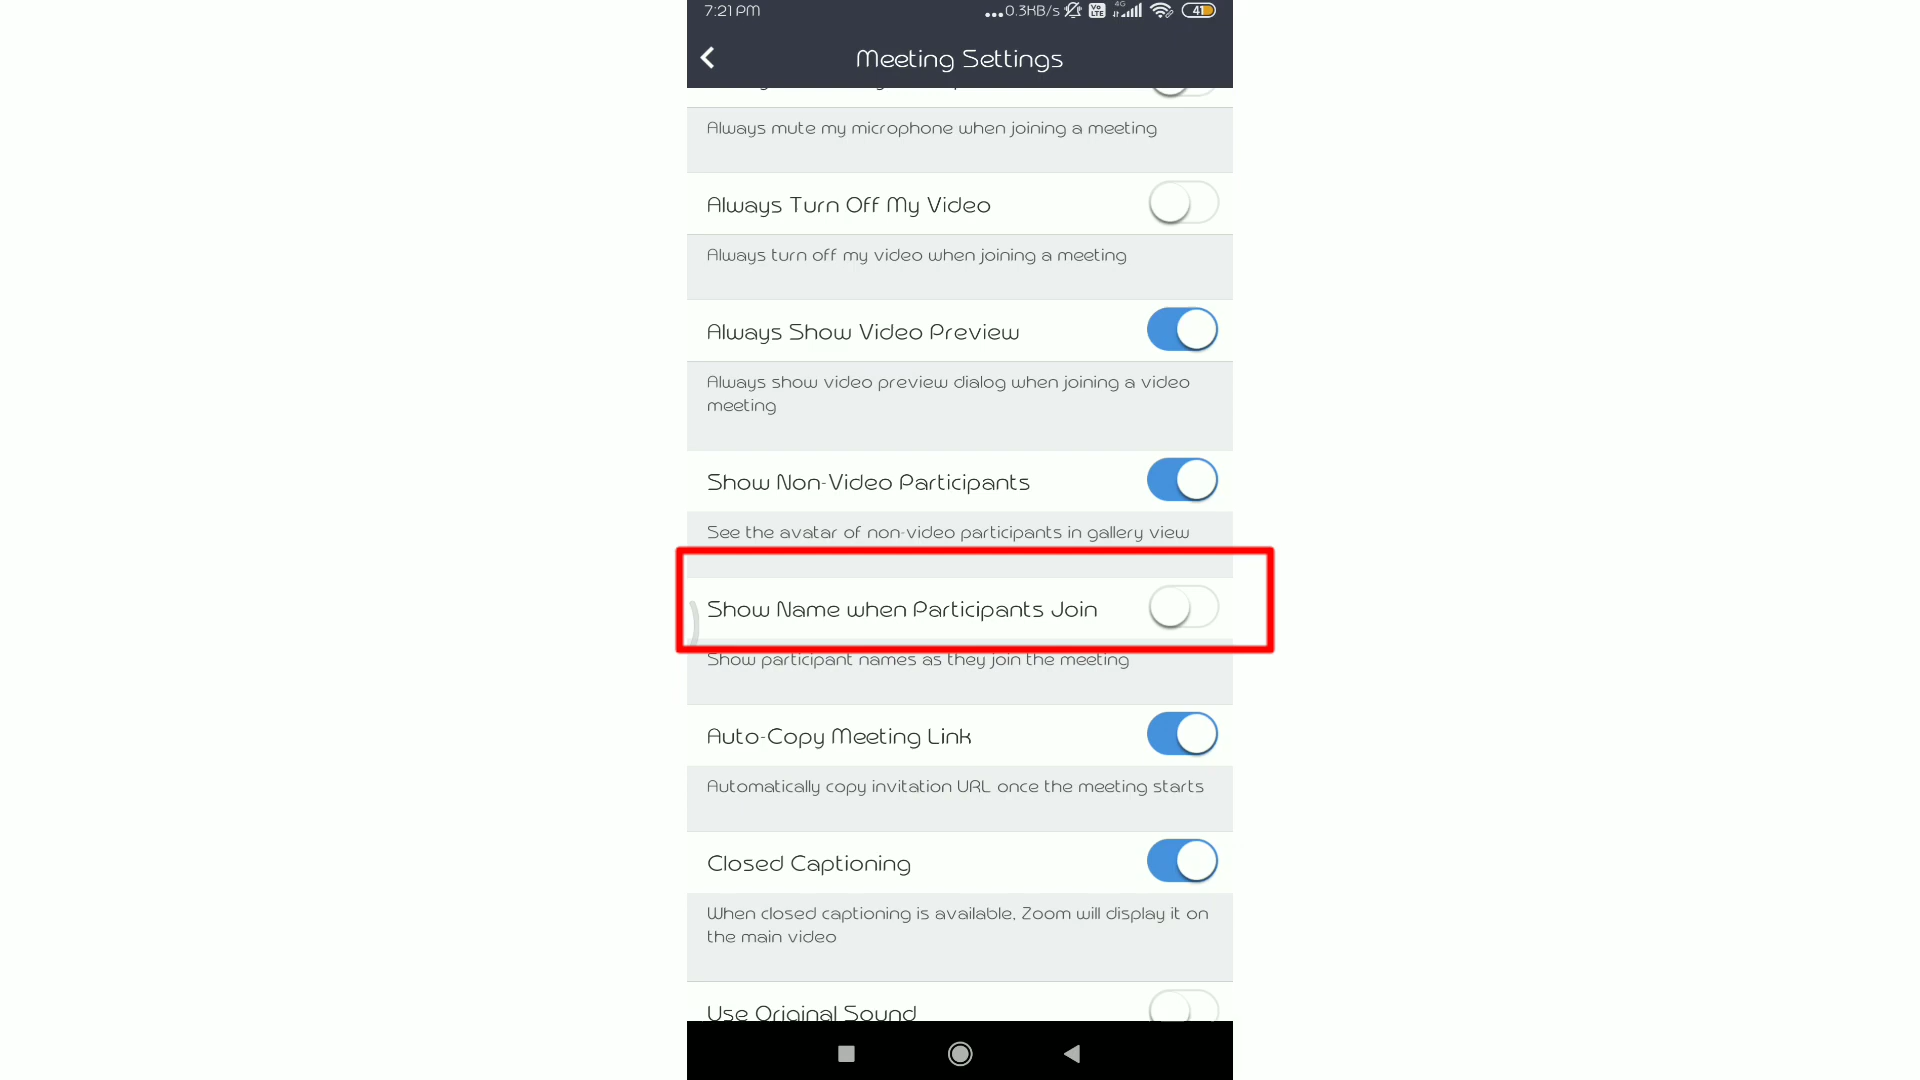 7:21 PM
...0.3KB/s Vo LTE 4G 41
Meeting Settings
Always mute my microphone when joining a meeting
Always Turn Off My Video
Always turn off my video when joining a meeting
Always Show Video Preview
Always show video preview dialog when joining a video
meeting
Show Non-Video Participants
See the avatar of non-video participants in gallery view
Show Name when Participants Join
Show participant names as they join the meeting
Auto-Copy Meeting Link
Automatically copy invitation URL once the meeting starts
Closed Captioning
When closed captioning is available, Zoom will display it on
the main video
Use Original Sound